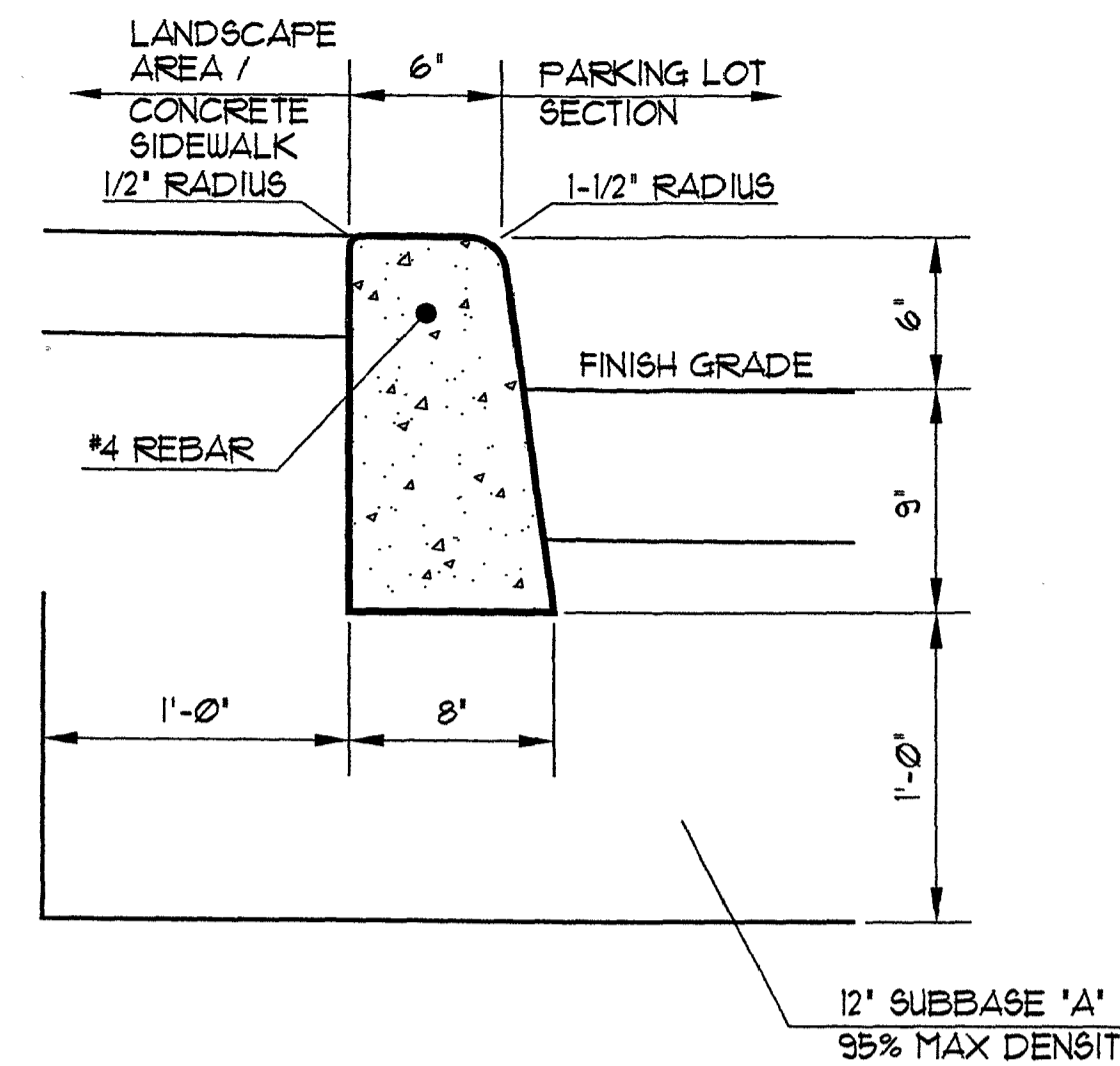 LANDSCAPE
AREA /
CONCRETE
SIDEWALK
6"
PARKING LOT
SECTION
1/2" RADIUS
1-1/2" RADIUS
6"
FINISH GRADE
#4 REBAR
9"
1'-0"
8"
1'-0"
12" SUBBASE "A"
95% MAX DENSIT